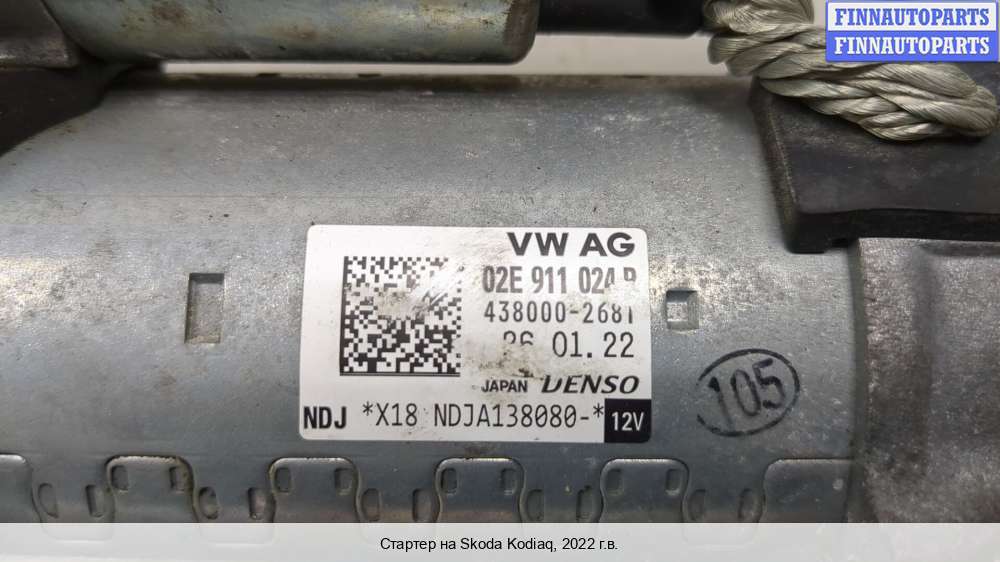 FINNAUTOPARTS
FINNAUTOPARTS
VW AG
02E 911 024
438000-2681
01.22
JAPAN DENSO
NDJ *X18 NDJA138080-* 12V
105
Стартер на Skoda Kodiaq, 2022 г.в.